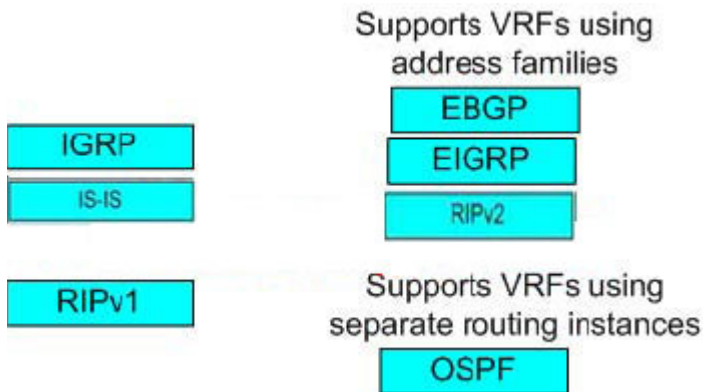 Supports VRFs using
address families
EBGP
IGRP
EIGRP
IS-IS
RIPv2
RIPv1
Supports VRFs using
separate routing instances
OSPF